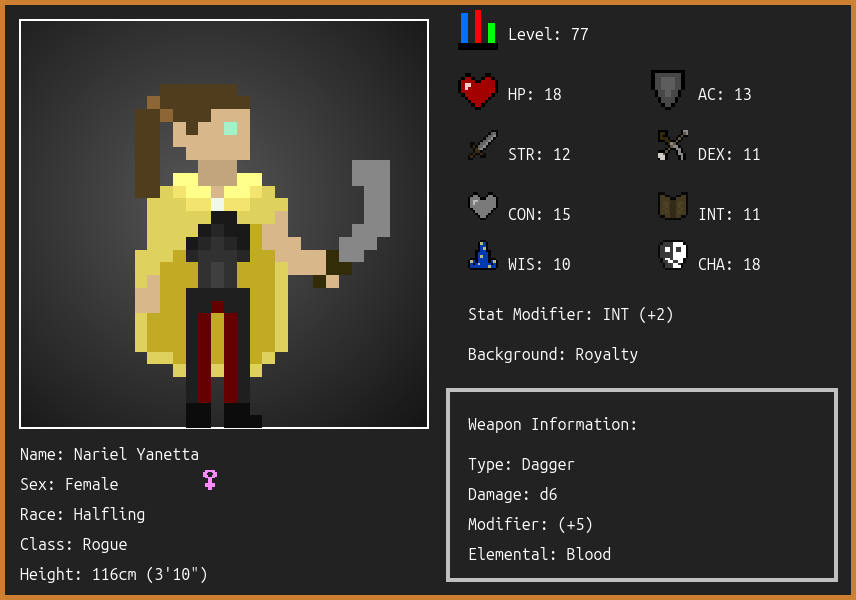 Level: 77
HP: 18
AC: 13
STR: 12
DEX: 11
CON: 15
INT: 11
WIS: 10
CHA: 18
Stat Modifier: INT (+2)
Background: Royalty
Weapon Information:
Type: Dagger
Damage: d6
Modifier: (+5)
Elemental: Blood
Name: Nariel Yanetta
Sex: Female
Race: Halfling
Class: Rogue
Height: 116cm (3'10")